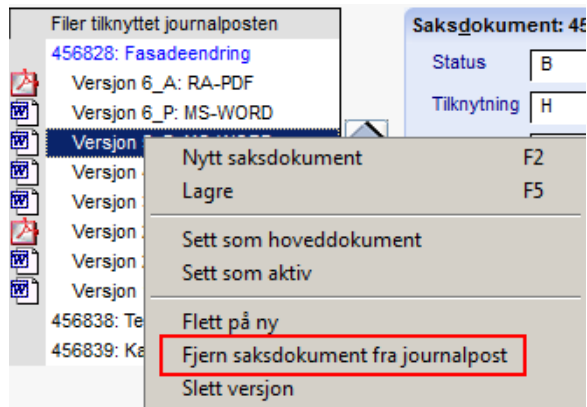 Filer tilknyttet journalposten
456828: Fasadeendring
Versjon 6_A: RA-PDF
Versjon 6_P: MS-WORD
Versjon
Versjon
Versjon
Versjon
Versjon
Versjon
456838: Te
456839: Ka
Saksdokument: 45
Status B
Tilknytning H
Nytt saksdokument F2
Lagre F5
Sett som hoveddokument
Sett som aktiv
Flett på ny
Fjern saksdokument fra journalpost
Slett versjon